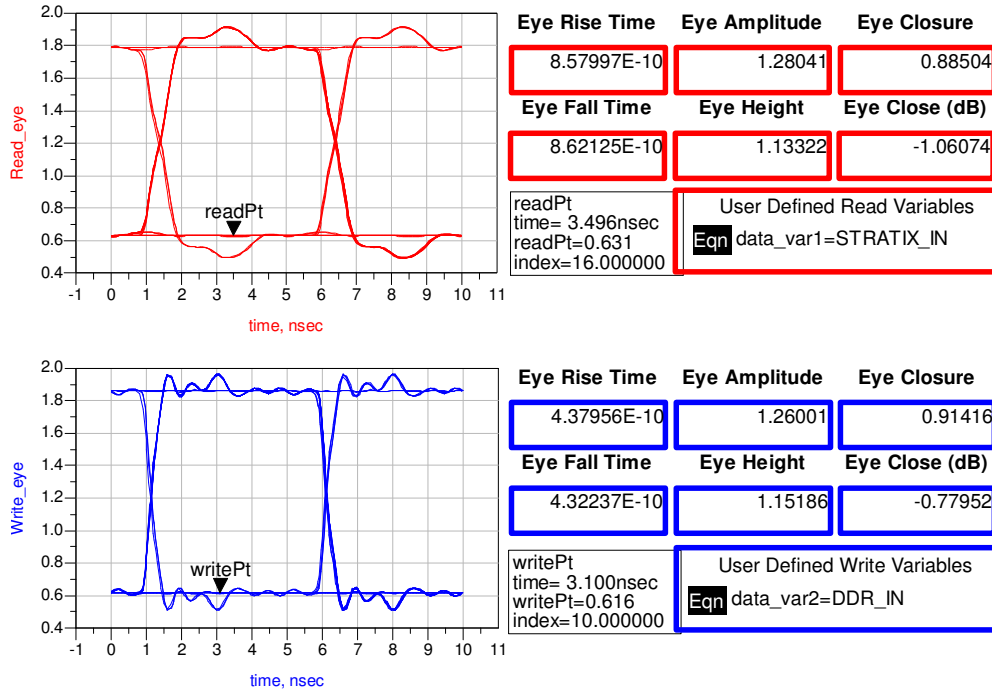 Eye Rise Time Eye Amplitude Eye Closure
8.57997E-10 1.28041 0.88504
Eye Fall Time Eye Height Eye Close (dB)
8.62125E-10 1.13322 -1.06074
readPt
time= 3.496nsec
readPt=0.631
index=16.000000
User Defined Read Variables
Eqn data_var1=STRATIX_IN
Read_eye
2.0
1.8
1.6
1.4
1.2
1.0
0.8
0.6
0.4
readPt
-1 0 1 2 3 4 5 6 7 8 9 10 11
time, nsec
Eye Rise Time Eye Amplitude Eye Closure
4.37956E-10 1.26001 0.91416
Eye Fall Time Eye Height Eye Close (dB)
4.32237E-10 1.15186 -0.77952
writePt
time= 3.100nsec
writePt=0.616
index=10.000000
User Defined Write Variables
Eqn data_var2=DDR_IN
Write_eye
2.0
1.8
1.6
1.4
1.2
1.0
0.8
0.6
0.4
writePt
-1 0 1 2 3 4 5 6 7 8 9 10 11
time, nsec